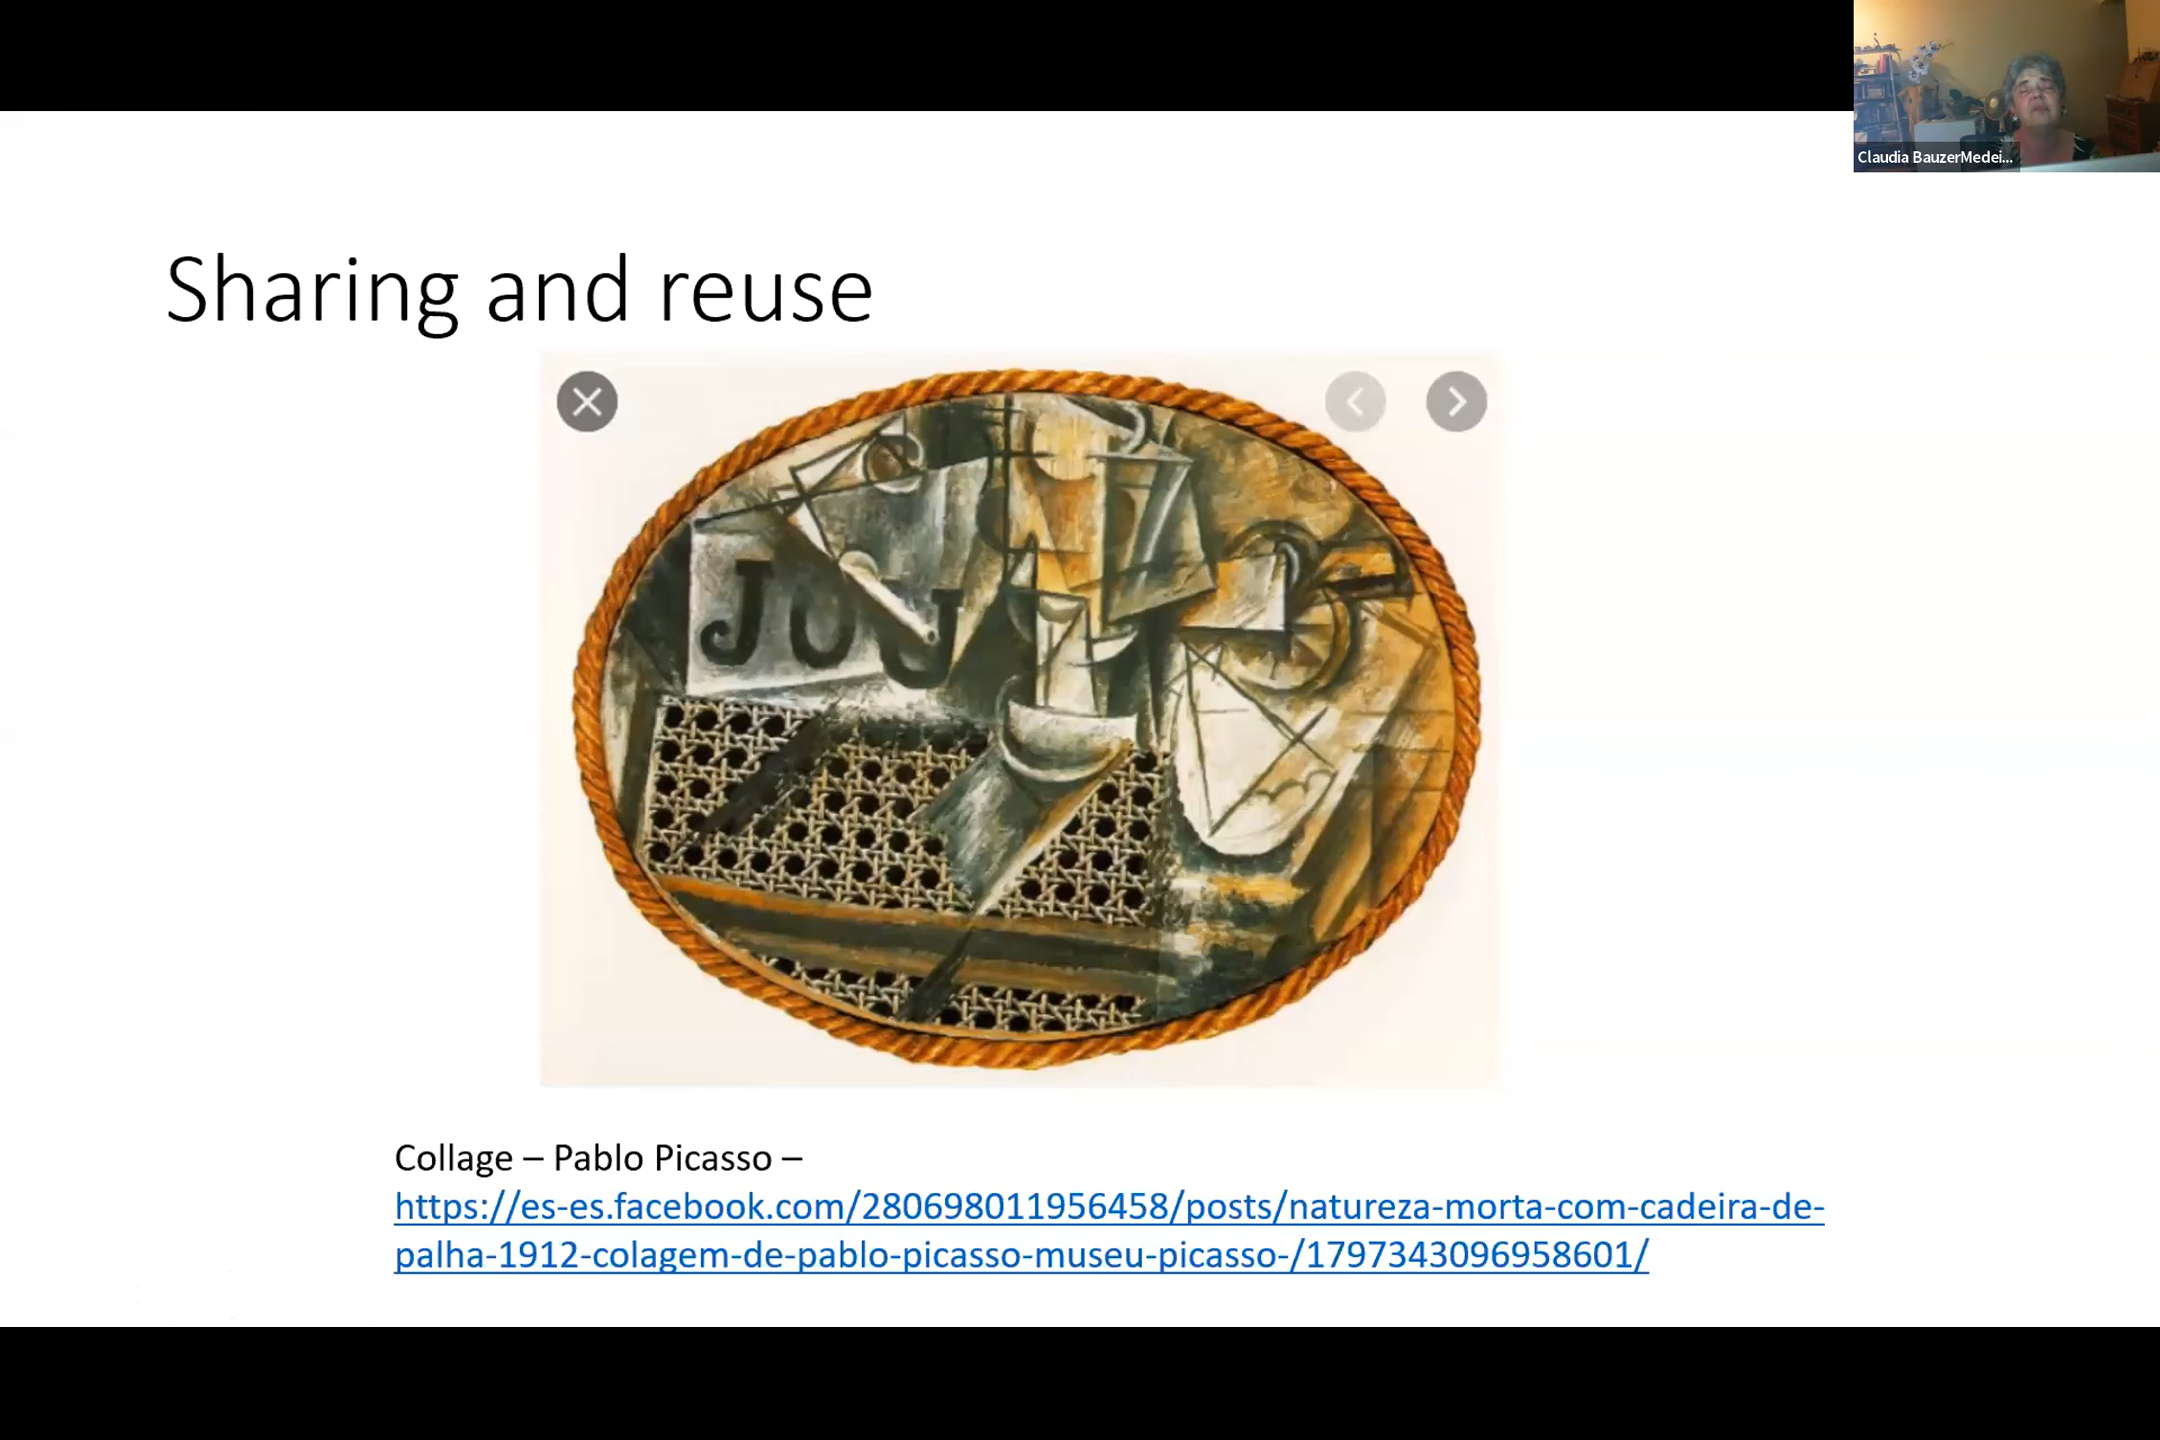 Claudia BauzerMedei...
Sharing and reuse
JOU
Collage – Pablo Picasso –
https://es-es.facebook.com/280698011956458/posts/natureza-morta-com-cadeira-de-
palha-1912-colagem-de-pablo-picasso-museu-picasso-/1797343096958601/